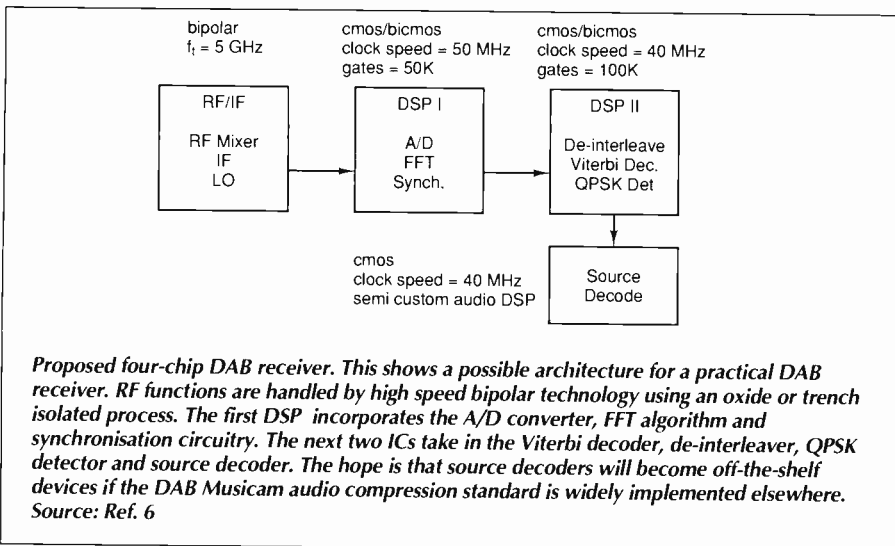 bipolar
fₜ = 5 GHz
cmos/bicmos
clock speed = 50 MHz
gates = 50K
cmos/bicmos
clock speed = 40 MHz
gates = 100K
RF/IF
RF Mixer
IF
LO
DSP I
A/D
FFT
Synch.
DSP II
De-interleave
Viterbi Dec.
QPSK Det
cmos
clock speed = 40 MHz
semi custom audio DSP
Source
Decode
Proposed four-chip DAB receiver. This shows a possible architecture for a practical DAB
receiver. RF functions are handled by high speed bipolar technology using an oxide or trench
isolated process. The first DSP incorporates the A/D converter, FFT algorithm and
synchronisation circuitry. The next two ICs take in the Viterbi decoder, de-interleaver, QPSK
detector and source decoder. The hope is that source decoders will become off-the-shelf
devices if the DAB Musicam audio compression standard is widely implemented elsewhere.
Source: Ref. 6